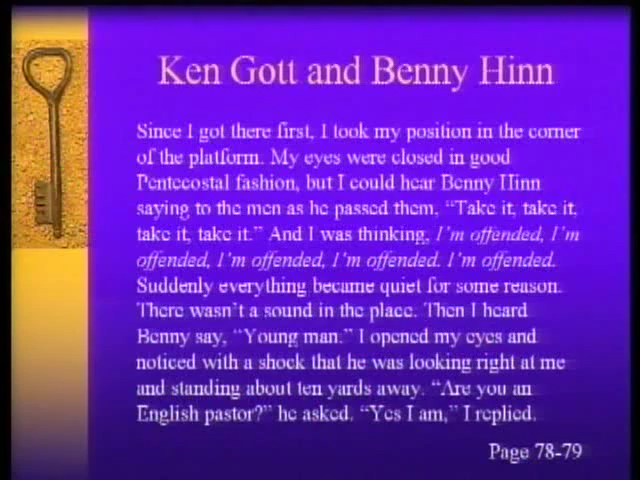 Ken Gott and Benny Hinn
Since I got there first, I took my position in the corner
of the platform. My eyes were closed in good
Pentecostal fashion, but I could hear Benny Hinn
saying to the men as he passed them, “Take it, take it,
take it, take it.” And I was thinking, I’m offended, I’m
offended, I’m offended, I’m offended. I’m offended.
Suddenly everything became quiet for some reason.
There wasn’t a sound in the place. Then I heard
Benny say, “Young man.” I opened my eyes and
noticed with a shock that he was looking right at me
and standing about ten yards away. “Are you an
English pastor?” he asked. “Yes I am,” I replied.
Page 78-79